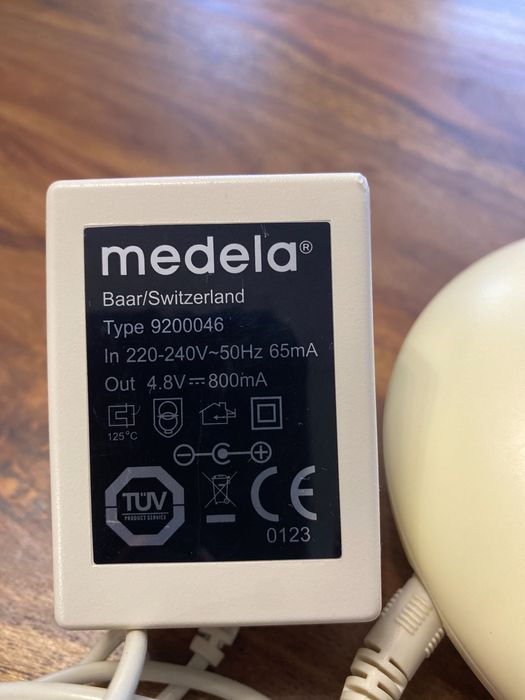 medela®
Baar/Switzerland
Type 9200046
In 220-240V~50Hz 65mA
Out 4.8V⎓800mA
125°C
TÜV
PRODUCT SERVICE
CE
0123